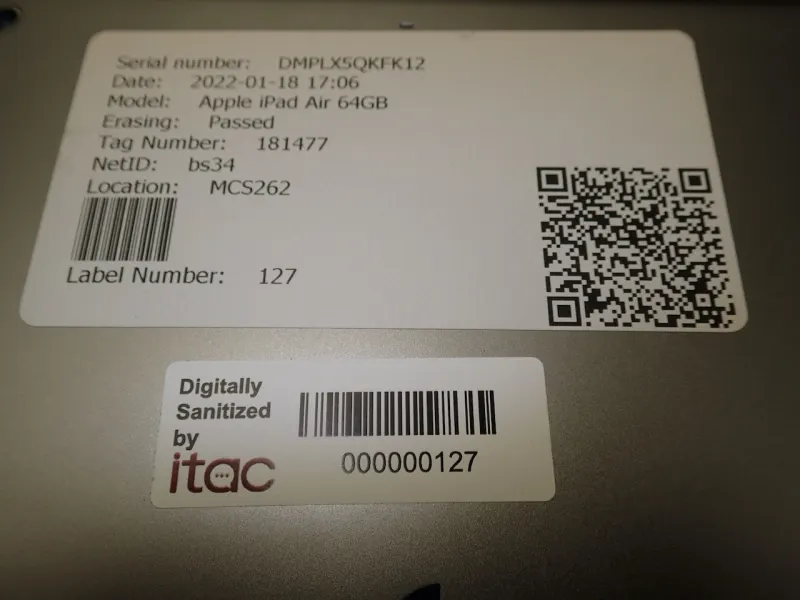 Serial number: DMPLX5QKFK12
Date: 2022-01-18 17:06
Model: Apple iPad Air 64GB
Erasing: Passed
Tag Number: 181477
NetID: bs34
Location: MCS262
Label Number: 127
Digitally
Sanitized
by
itac
000000127